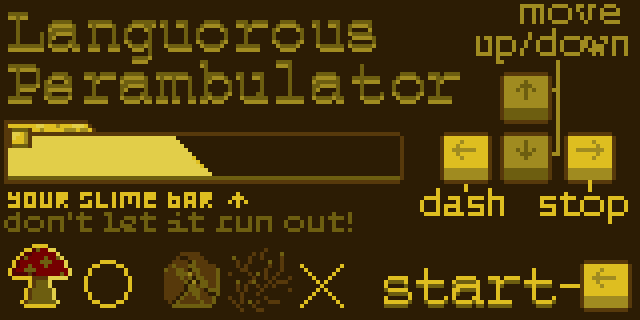 Languorous
Perambulator
move
up/down
↑
← ↓ →
dash stop
YOUR SLIME BAR ↑
don't let it run out!
start- ←